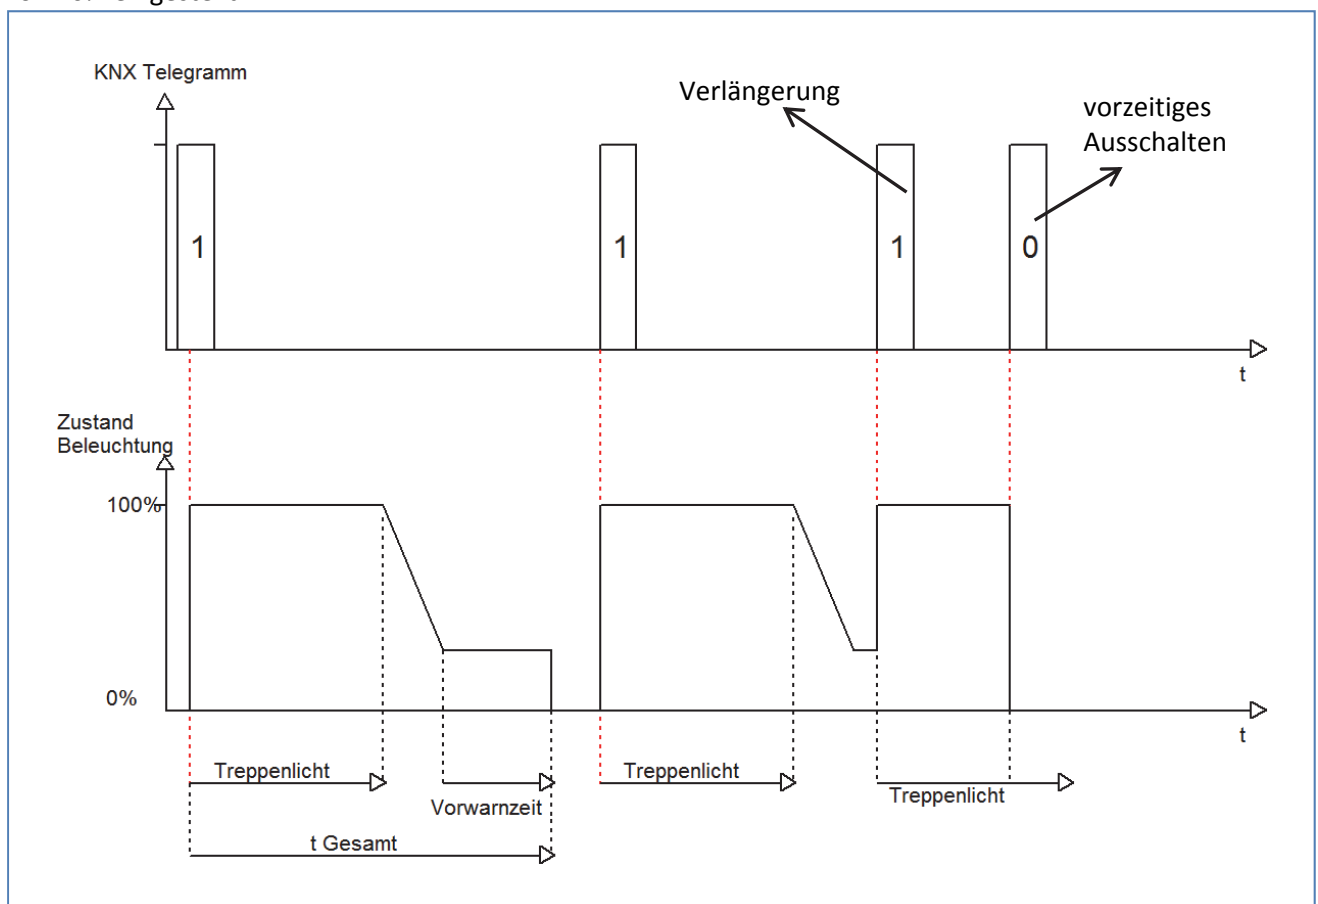 KNX Telegramm
Verlängerung
vorzeitiges
Ausschalten
1
1
1
0
t
Zustand
Beleuchtung
100%
0%
t
Treppenlicht
Treppenlicht
Treppenlicht
Vorwarnzeit
t Gesamt